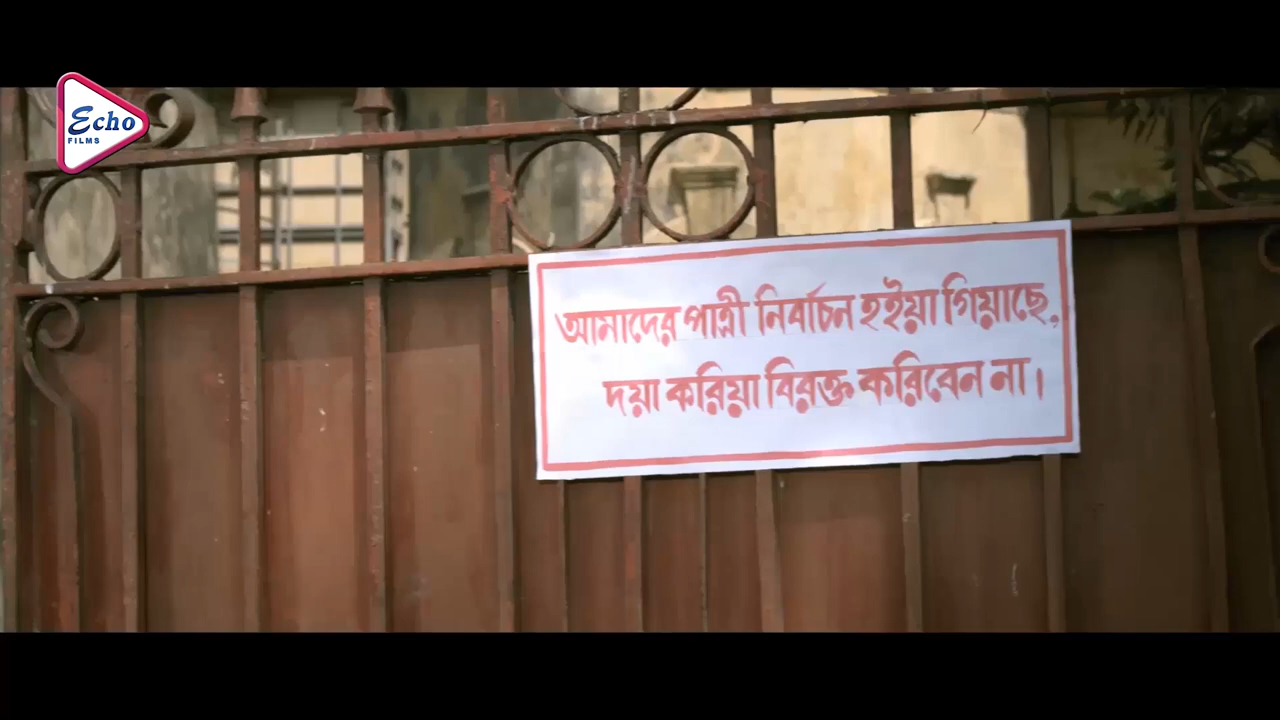 Echo
FILMS
আমাদের পাত্রী নির্বাচন হইয়া গিয়াছে,
দয়া করিয়া বিরক্ত করিবেন না।